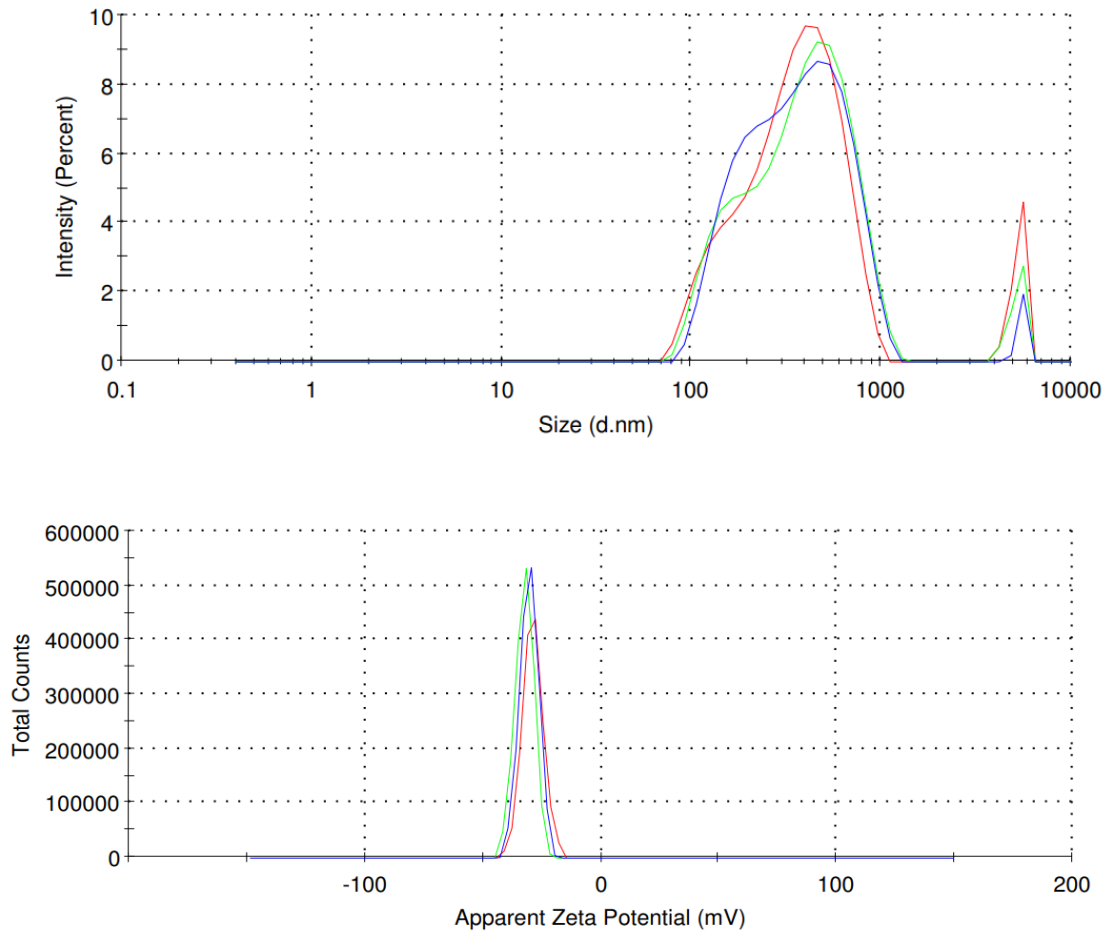 10
8
6
4
2
0
Intensity (Percent)
0.1 1 10 100 1000 10000
Size (d.nm)
600000
500000
400000
300000
200000
100000
0
Total Counts
-100 0 100 200
Apparent Zeta Potential (mV)